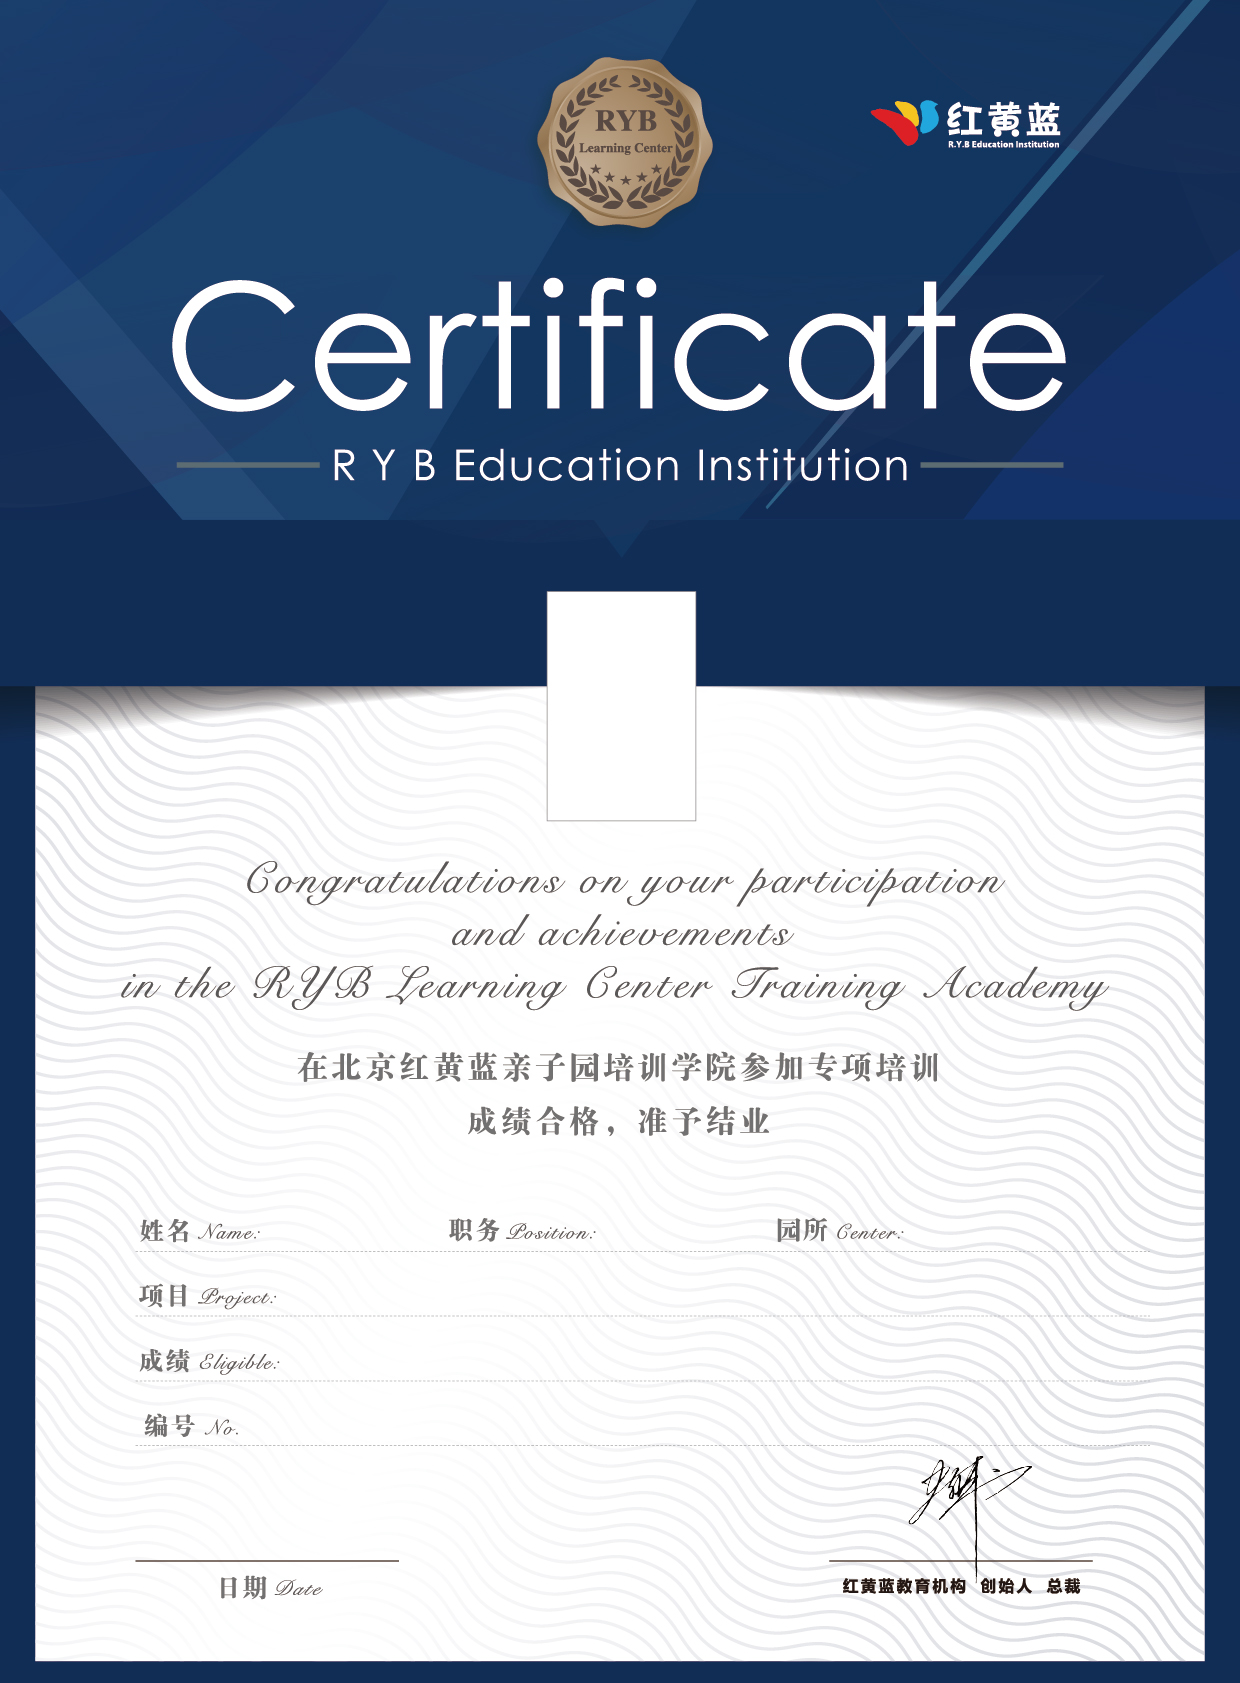 RYB
Learning Center
红黄蓝
R.Y.B Education Institution
Certificate
R Y B Education Institution
Congratulations on your participation
and achievements
in the RYB Learning Center Training Academy
在北京红黄蓝亲子园培训学院参加专项培训
成绩合格，准予结业
姓名 Name: 职务 Position: 园所 Center:
项目 Project:
成绩 Eligible:
编号 No.
日期 Date
红黄蓝教育机构 创始人 总裁